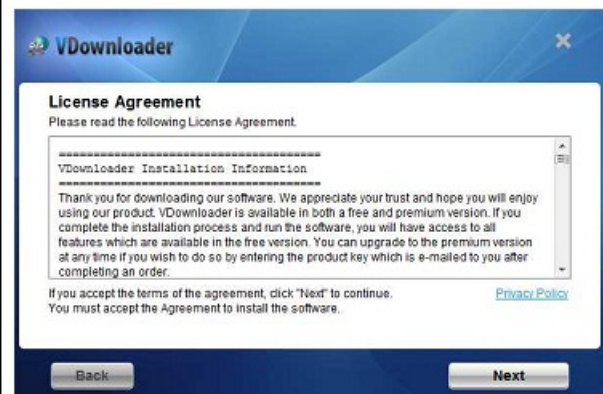 VDownloader
License Agreement
Please read the following License Agreement.
======================================
VDownloader Installation Information
======================================
Thank you for downloading our software. We appreciate your trust and hope you will enjoy
using our product. VDownloader is available in both a free and premium version. If you
complete the installation process and run the software, you will have access to all
features which are available in the free version. You can upgrade to the premium version
at any time if you wish to do so by entering the product key which is e-mailed to you after
completing an order.
If you accept the terms of the agreement, click "Next" to continue.
Privacy Policy
You must accept the Agreement to install the software.
Back
Next